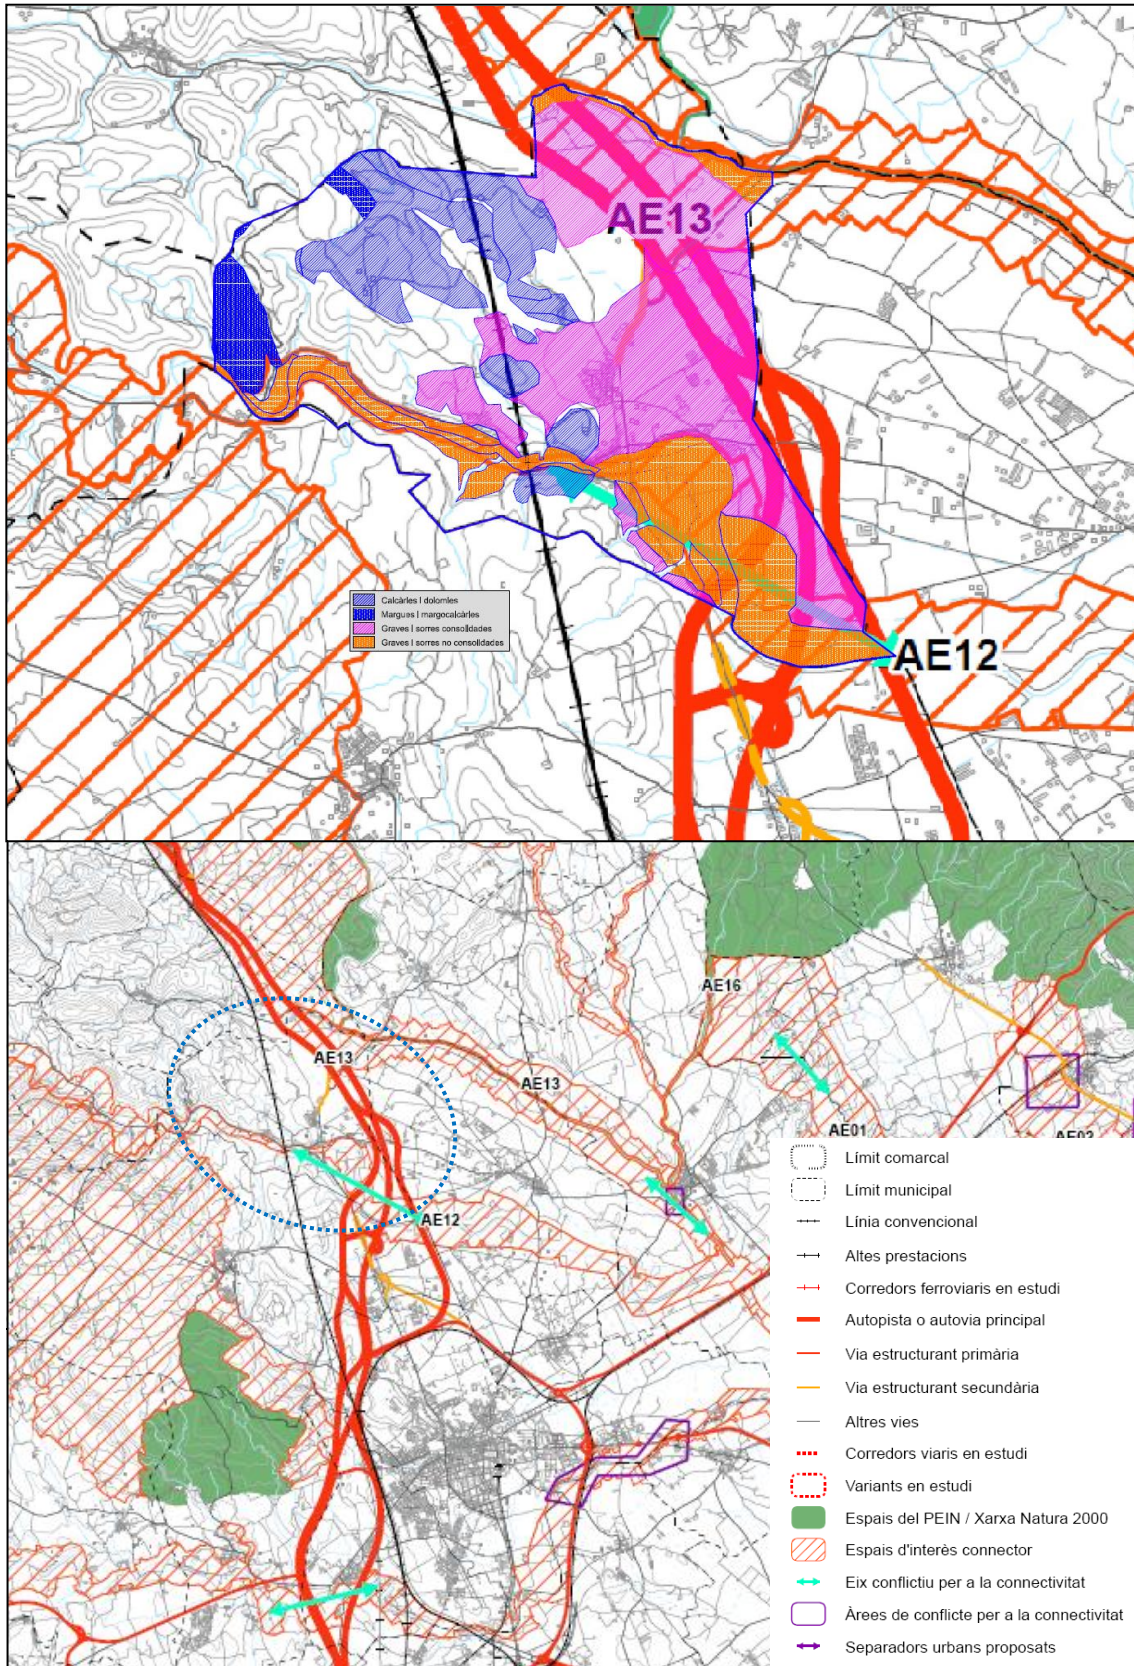 AE13
Calcàries i dolomies
Margues i margocalcàries
Graves i sorres consolidades
Graves i sorres no consolidades
AE12
AE16
AE13
AE13
AE01
AE02
AE12
Límit comarcal
Límit municipal
Línia convencional
Altes prestacions
Corredors ferroviaris en estudi
Autopista o autovia principal
Via estructurant primària
Via estructurant secundària
Altres vies
Corredors viaris en estudi
Variants en estudi
Espais del PEIN / Xarxa Natura 2000
Espais d'interès connector
Eix conflictiu per a la connectivitat
Àrees de conflicte per a la connectivitat
Separadors urbans proposats